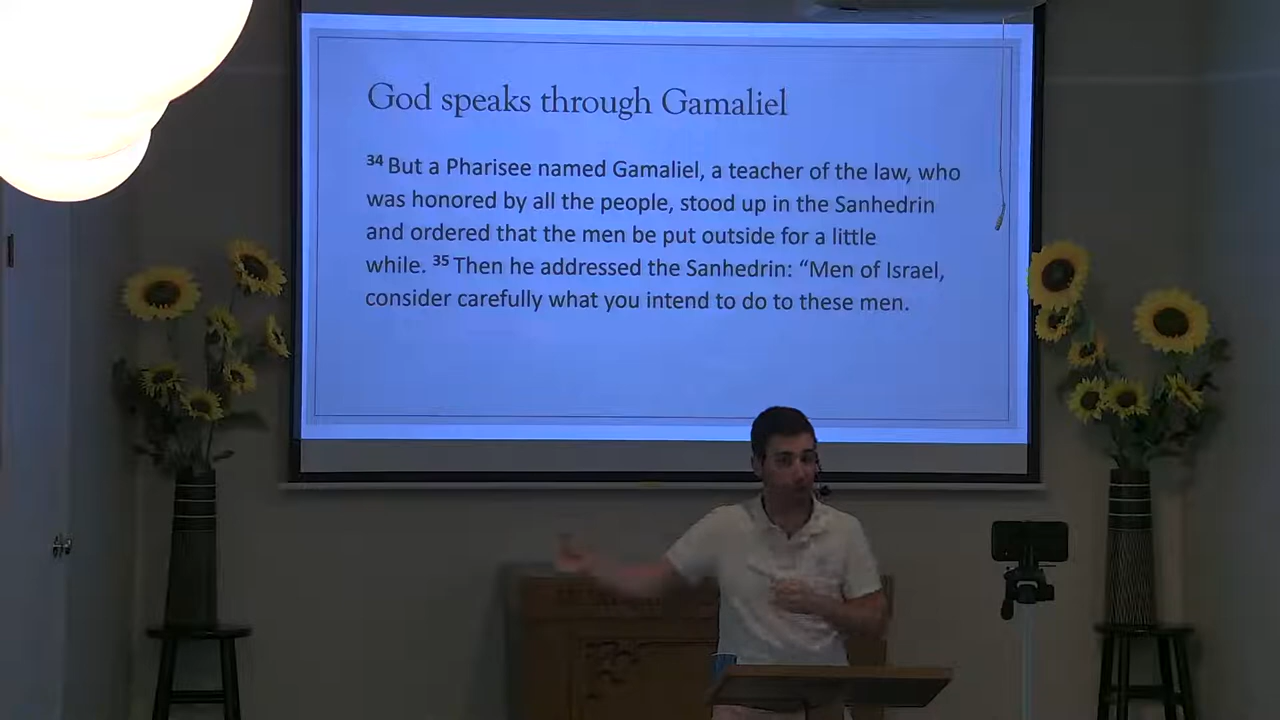 God speaks through Gamaliel
34 But a Pharisee named Gamaliel, a teacher of the law, who
was honored by all the people, stood up in the Sanhedrin
and ordered that the men be put outside for a little
while. 35 Then he addressed the Sanhedrin: “Men of Israel,
consider carefully what you intend to do to these men.